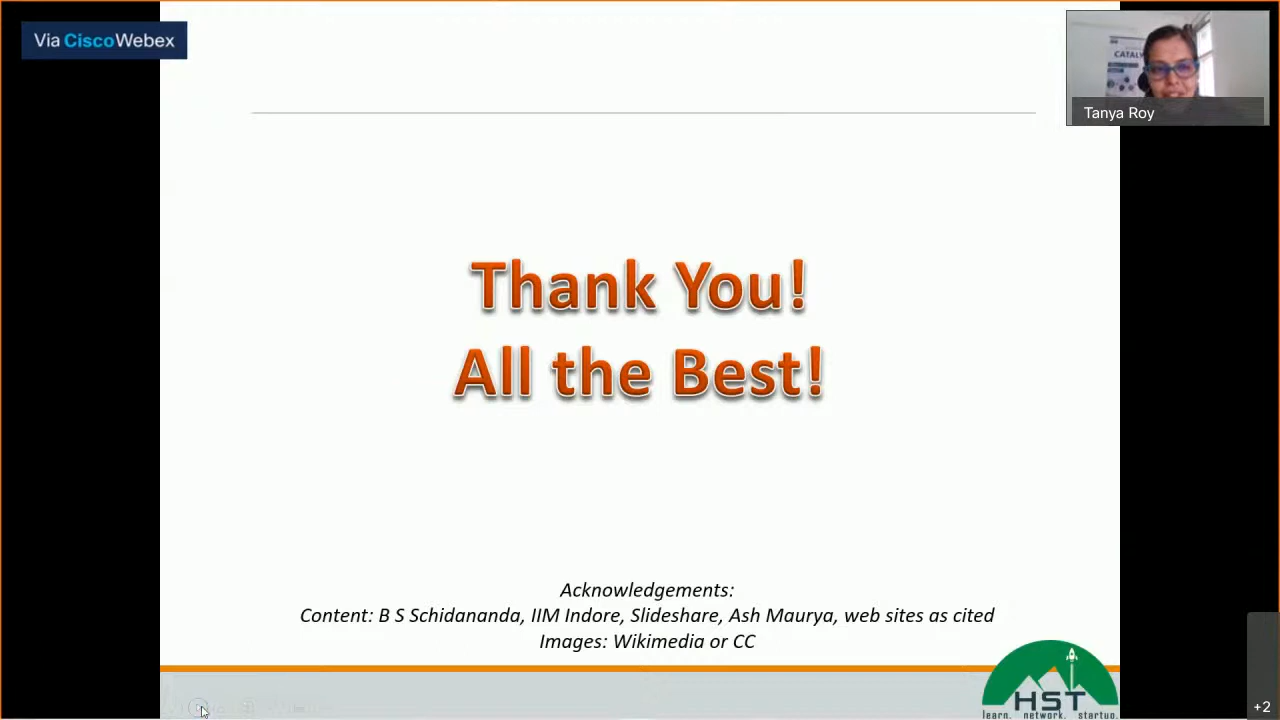 Via CiscoWebex
CATALY
Tanya Roy
Thank You!
All the Best!
Acknowledgements:
Content: B S Schidananda, IIM Indore, Slideshare, Ash Maurya, web sites as cited
Images: Wikimedia or CC
HST
learn. network. startup.
+2